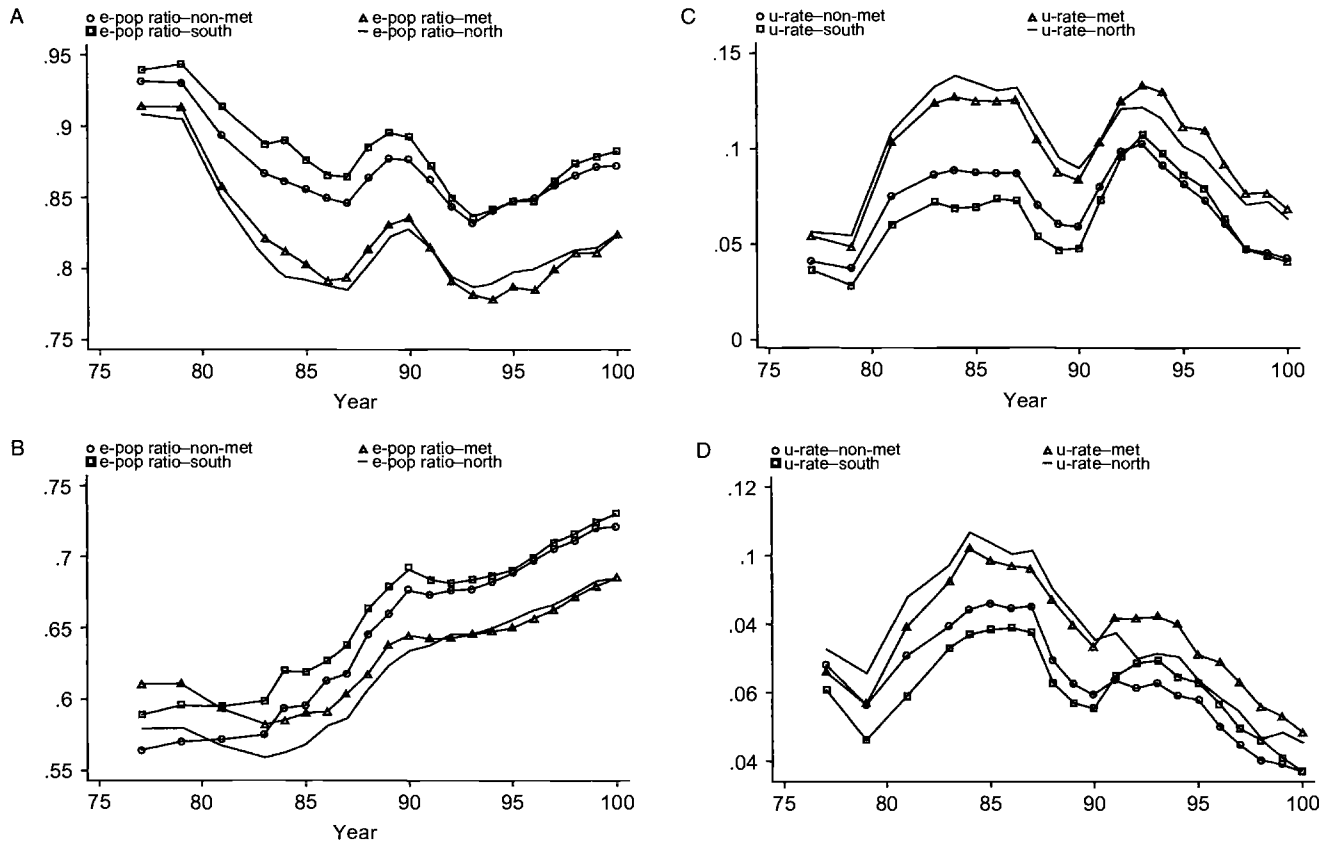 A
e-pop ratio–non-met
e-pop ratio–met
e-pop ratio–south
e-pop ratio–north
.95
.9
.85
.8
.75
75 80 85 90 95 100
Year
C
u-rate–non-met
u-rate–met
u-rate–south
u-rate–north
.15
.1
.05
0
75 80 85 90 95 100
Year
B
e-pop ratio–non-met
e-pop ratio–met
e-pop ratio–south
e-pop ratio–north
.75
.7
.65
.6
.55
75 80 85 90 95 100
Year
D
u-rate–non-met
u-rate–met
u-rate–south
u-rate–north
.12
.1
.04
.06
.04
75 80 85 90 95 100